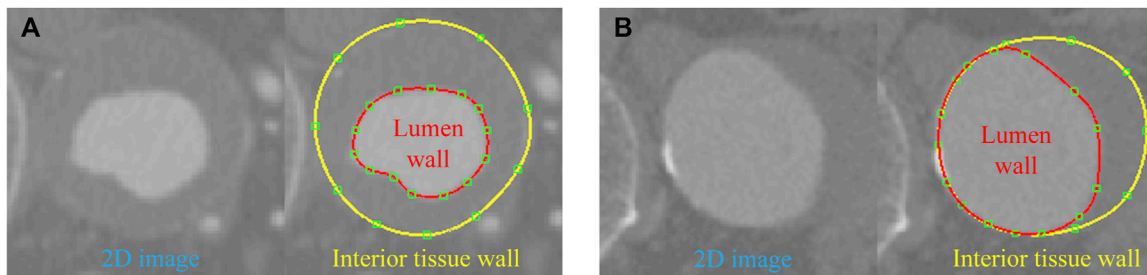 A
Lumen
wall
2D image
Interior tissue wall
B
Lumen
wall
2D image
Interior tissue wall